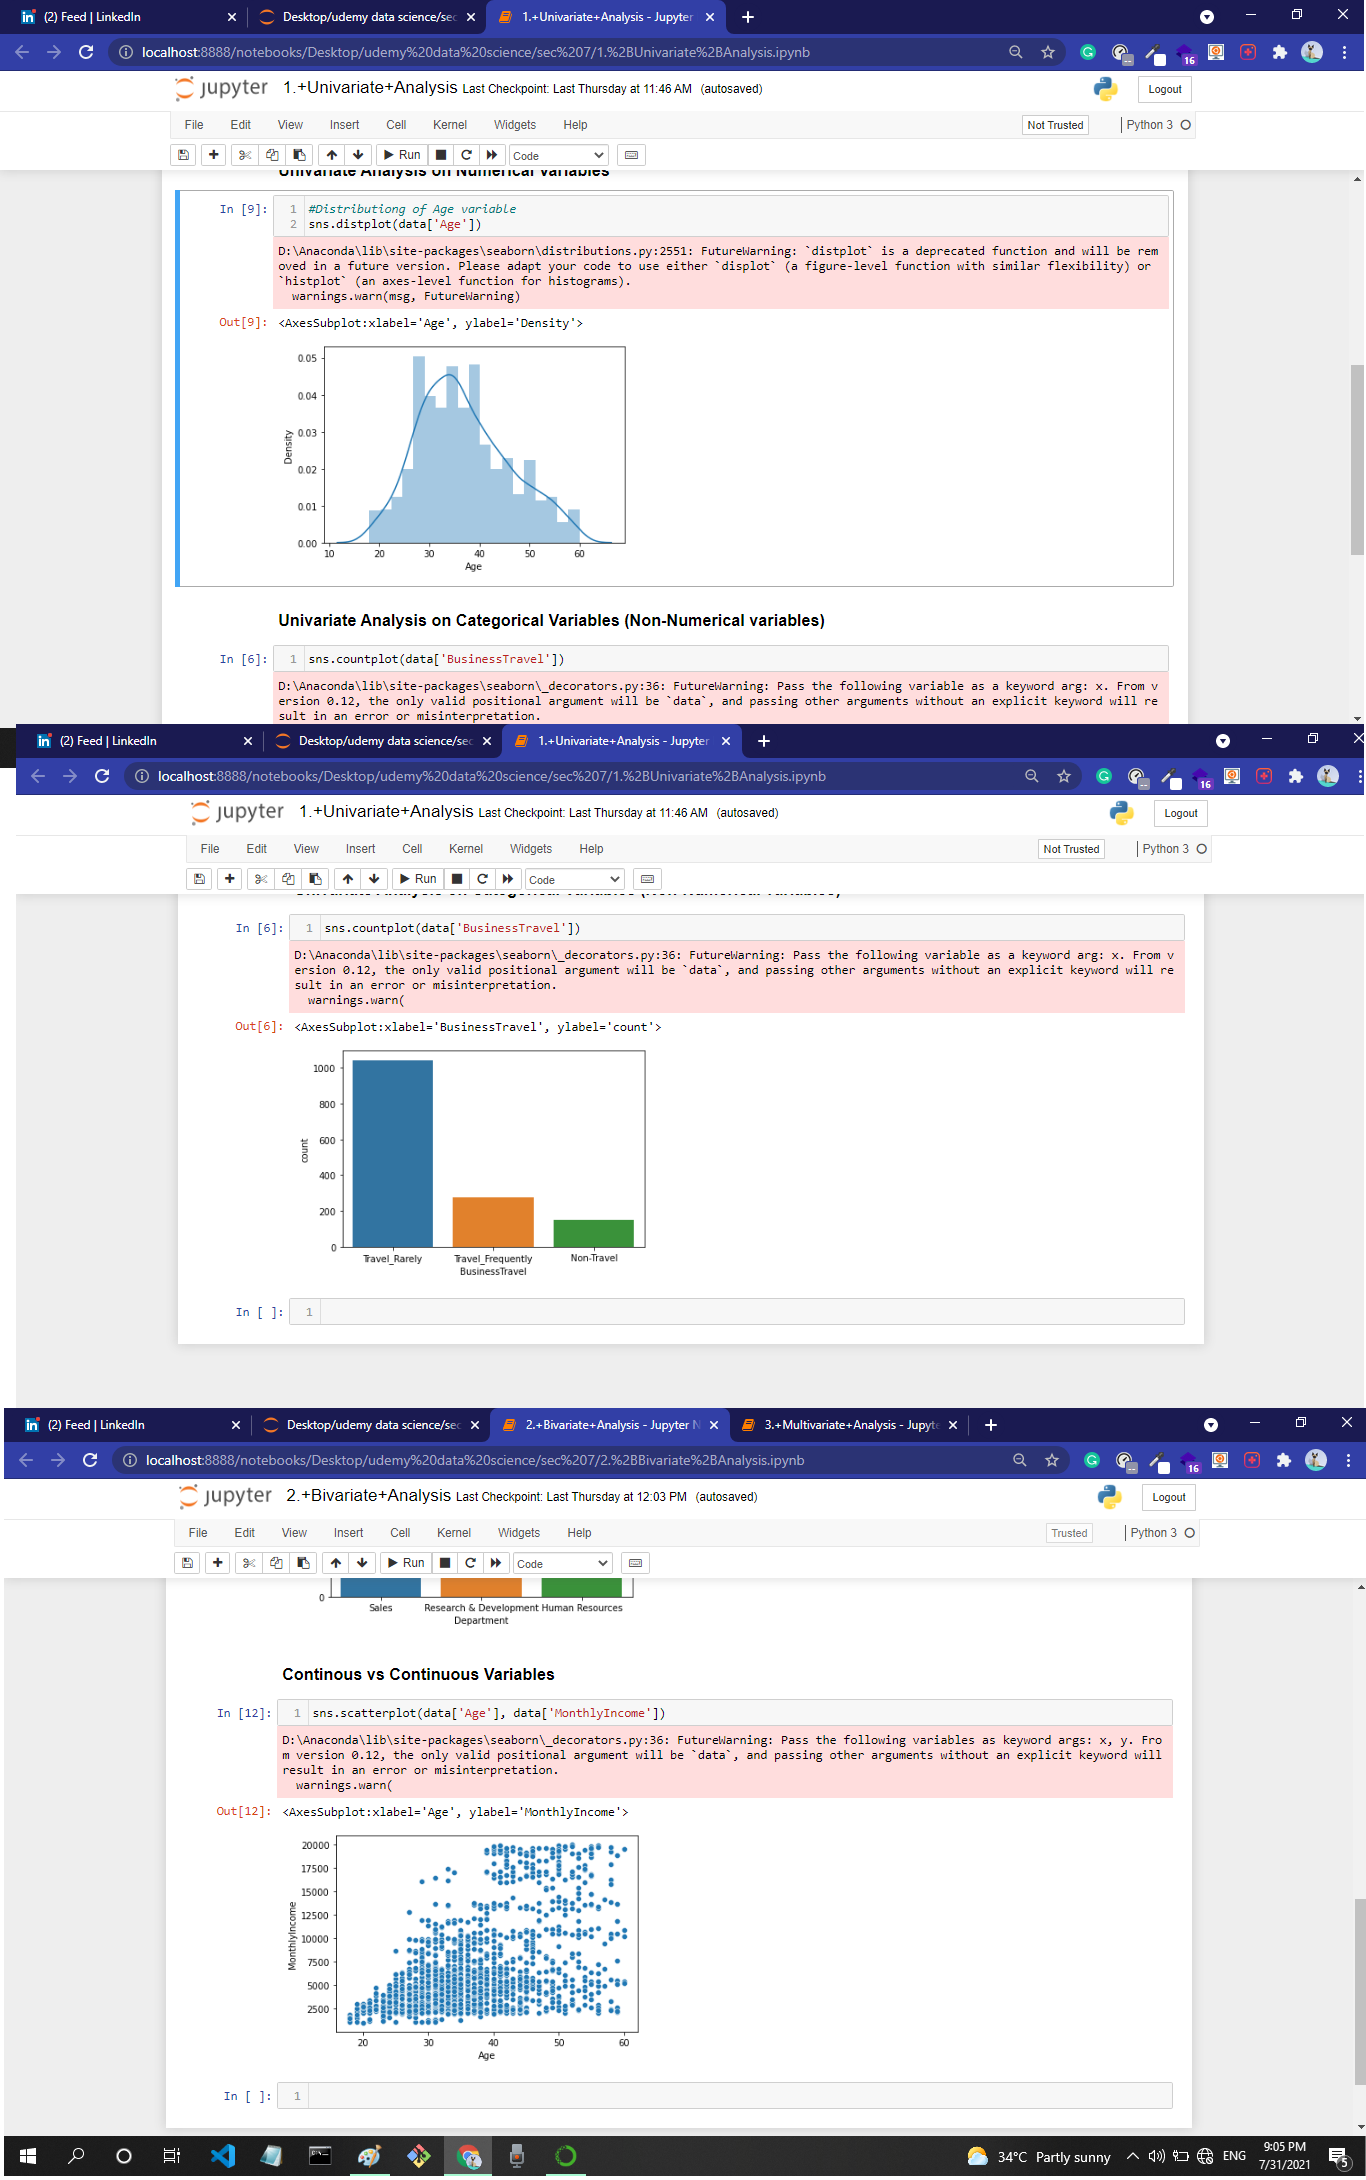 (2) Feed | LinkedIn
Desktop/udemy data science/sec
1.+Univariate+Analysis - Jupyter
localhost:8888/notebooks/Desktop/udemy%20data%20science/sec%207/1.%2BUnivariate%2BAnalysis.ipynb
16
jupyter 1.+Univariate+Analysis Last Checkpoint: Last Thursday at 11:46 AM (autosaved)
Logout
File Edit View Insert Cell Kernel Widgets Help
Not Trusted
Python 3
Run
Code
Univariate Analysis on Numerical Variables
In [9]:
1 #Distributiong of Age variable
2 sns.distplot(data['Age'])
D:\Anaconda\lib\site-packages\seaborn\distributions.py:2551: FutureWarning: `distplot` is a deprecated function and will be rem
oved in a future version. Please adapt your code to use either `displot` (a figure-level function with similar flexibility) or
`histplot` (an axes-level function for histograms).
warnings.warn(msg, FutureWarning)
Out[9]: <AxesSubplot:xlabel='Age', ylabel='Density'>
0.05
0.04
0.03
0.02
0.01
0.00
Density
10 20 30 40 50 60
Age
Univariate Analysis on Categorical Variables (Non-Numerical variables)
In [6]: 1 sns.countplot(data['BusinessTravel'])
D:\Anaconda\lib\site-packages\seaborn\_decorators.py:36: FutureWarning: Pass the following variable as a keyword arg: x. From v
ersion 0.12, the only valid positional argument will be `data`, and passing other arguments without an explicit keyword will re
sult in an error or misinterpretation.
(2) Feed | LinkedIn
Desktop/udemy data science/sec
1.+Univariate+Analysis - Jupyter
localhost:8888/notebooks/Desktop/udemy%20data%20science/sec%207/1.%2BUnivariate%2BAnalysis.ipynb
16
jupyter 1.+Univariate+Analysis Last Checkpoint: Last Thursday at 11:46 AM (autosaved)
Logout
File Edit View Insert Cell Kernel Widgets Help
Not Trusted
Python 3
Run
Code
In [6]: 1 sns.countplot(data['BusinessTravel'])
D:\Anaconda\lib\site-packages\seaborn\_decorators.py:36: FutureWarning: Pass the following variable as a keyword arg: x. From v
ersion 0.12, the only valid positional argument will be `data`, and passing other arguments without an explicit keyword will re
sult in an error or misinterpretation.
warnings.warn(
Out[6]: <AxesSubplot:xlabel='BusinessTravel', ylabel='count'>
1000
800
600
400
200
0
count
Travel_Rarely Travel_Frequently Non-Travel
BusinessTravel
In [ ]: 1
(2) Feed | LinkedIn
Desktop/udemy data science/sec
2.+Bivariate+Analysis - Jupyter N
3.+Multivariate+Analysis - Jupyte
localhost:8888/notebooks/Desktop/udemy%20data%20science/sec%207/2.%2BBivariate%2BAnalysis.ipynb
16
jupyter 2.+Bivariate+Analysis Last Checkpoint: Last Thursday at 12:03 PM (autosaved)
Logout
File Edit View Insert Cell Kernel Widgets Help
Trusted
Python 3
Run
Code
0
Sales Research & Development Human Resources
Department
Continous vs Continuous Variables
In [12]: 1 sns.scatterplot(data['Age'], data['MonthlyIncome'])
D:\Anaconda\lib\site-packages\seaborn\_decorators.py:36: FutureWarning: Pass the following variables as keyword args: x, y. Fro
m version 0.12, the only valid positional argument will be `data`, and passing other arguments without an explicit keyword will
result in an error or misinterpretation.
warnings.warn(
Out[12]: <AxesSubplot:xlabel='Age', ylabel='MonthlyIncome'>
20000
17500
15000
12500
10000
7500
5000
2500
MonthlyIncome
20 30 40 50 60
Age
In [ ]: 1
34°C Partly sunny
ENG
9:05 PM
7/31/2021
5